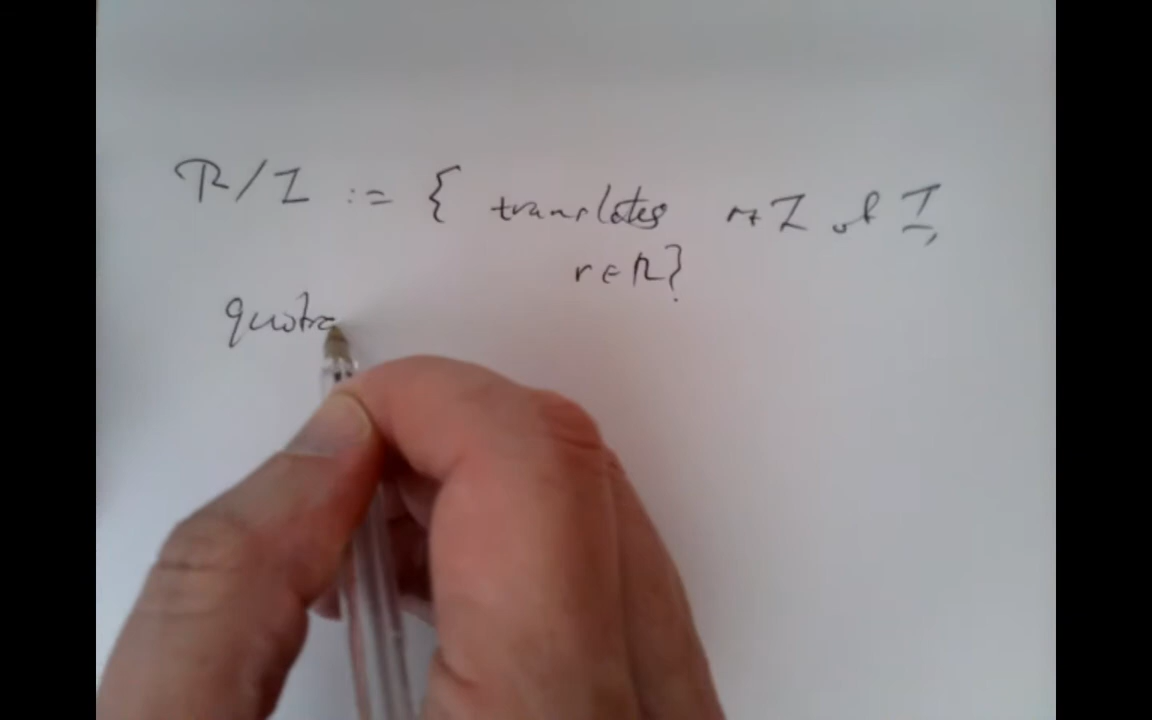 R/I := { translates r+I of I,
r∈R}
quotie